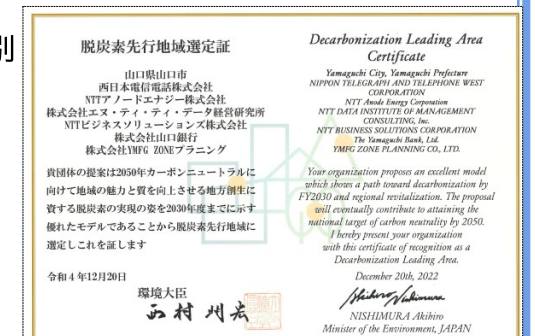 別
脱炭素先行地域選定証
山口県山口市
西日本電信電話株式会社
NTTアノードエナジー株式会社
株式会社エヌ・ティ・ティ・データ経営研究所
NTTビジネスソリューションズ株式会社
株式会社山口銀行
株式会社YMFG ZONEプラニング
貴団体の提案は2050年カーボンニュートラルに
向けて地域の魅力と質を向上させる地方創生に
資する脱炭素の実現の姿を2030年度までに示す
優れたモデルであることから脱炭素先行地域に
選定しこれを証します
令和4年12月20日
環境大臣
西村明宏
Decarbonization Leading Area
Certificate
Yamaguchi City, Yamaguchi Prefecture
NIPPON TELEGRAPH AND TELEPHONE WEST
CORPORATION
NTT Anode Energy Corporation
NTT DATA INSTITUTE OF MANAGEMENT
CONSULTING, Inc.
NTT BUSINESS SOLUTIONS CORPORATION
The Yamaguchi Bank, Ltd.
YMFG ZONE PLANNING CO., LTD.
Your organization proposes an excellent model
which shows a path toward decarbonization by
FY2030 and regional revitalization. The proposal
will eventually contribute to attaining the
national target of carbon neutrality by 2050.
I hereby present your organization
with this certificate of recognition as a
Decarbonization Leading Area.
December 20th, 2022
Akihiro Nishimura
NISHIMURA Akihiro
Minister of the Environment, JAPAN